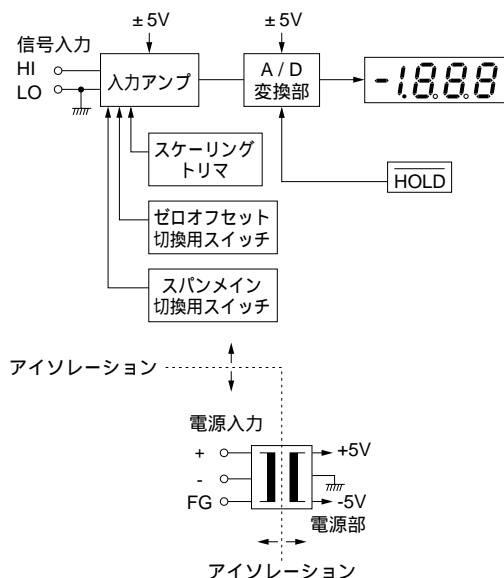 ±5V
±5V
信号入力
HI
LO
入力アンプ
A / D
変換部
-1.8.8.8
スケーリング
トリマ
HOLD
ゼロオフセット
切換用スイッチ
スパンメイン
切換用スイッチ
アイソレーション
電源入力
+
-
FG
+5V
-5V
電源部
アイソレーション